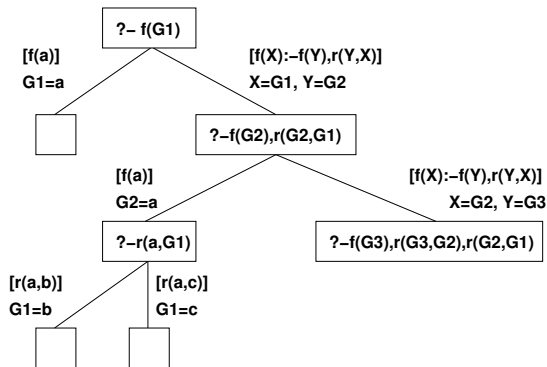 ?– f(G1)
[f(a)]
G1=a
[f(X):–f(Y),r(Y,X)]
X=G1, Y=G2
?–f(G2),r(G2,G1)
[f(a)]
G2=a
[f(X):–f(Y),r(Y,X)]
X=G2, Y=G3
?–r(a,G1)
?–f(G3),r(G3,G2),r(G2,G1)
[r(a,b)]
G1=b
[r(a,c)]
G1=c